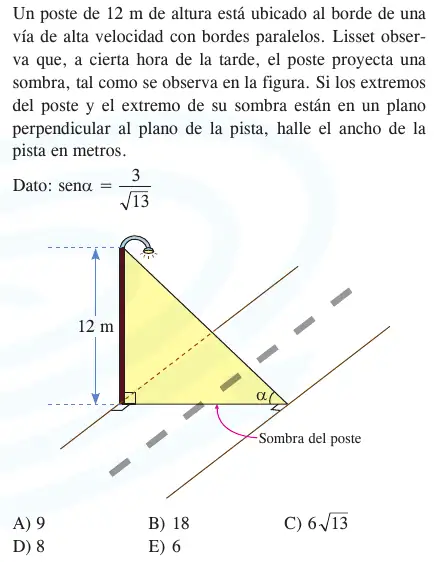 Un poste de 12 m de altura está ubicado al borde de una
vía de alta velocidad con bordes paralelos. Lisset obser-
va que, a cierta hora de la tarde, el poste proyecta una
sombra, tal como se observa en la figura. Si los extremos
del poste y el extremo de su sombra están en un plano
perpendicular al plano de la pista, halle el ancho de la
pista en metros.
Dato: senα = 3/√13
12 m
α
Sombra del poste
A) 9 B) 18 C) 6√13
D) 8 E) 6